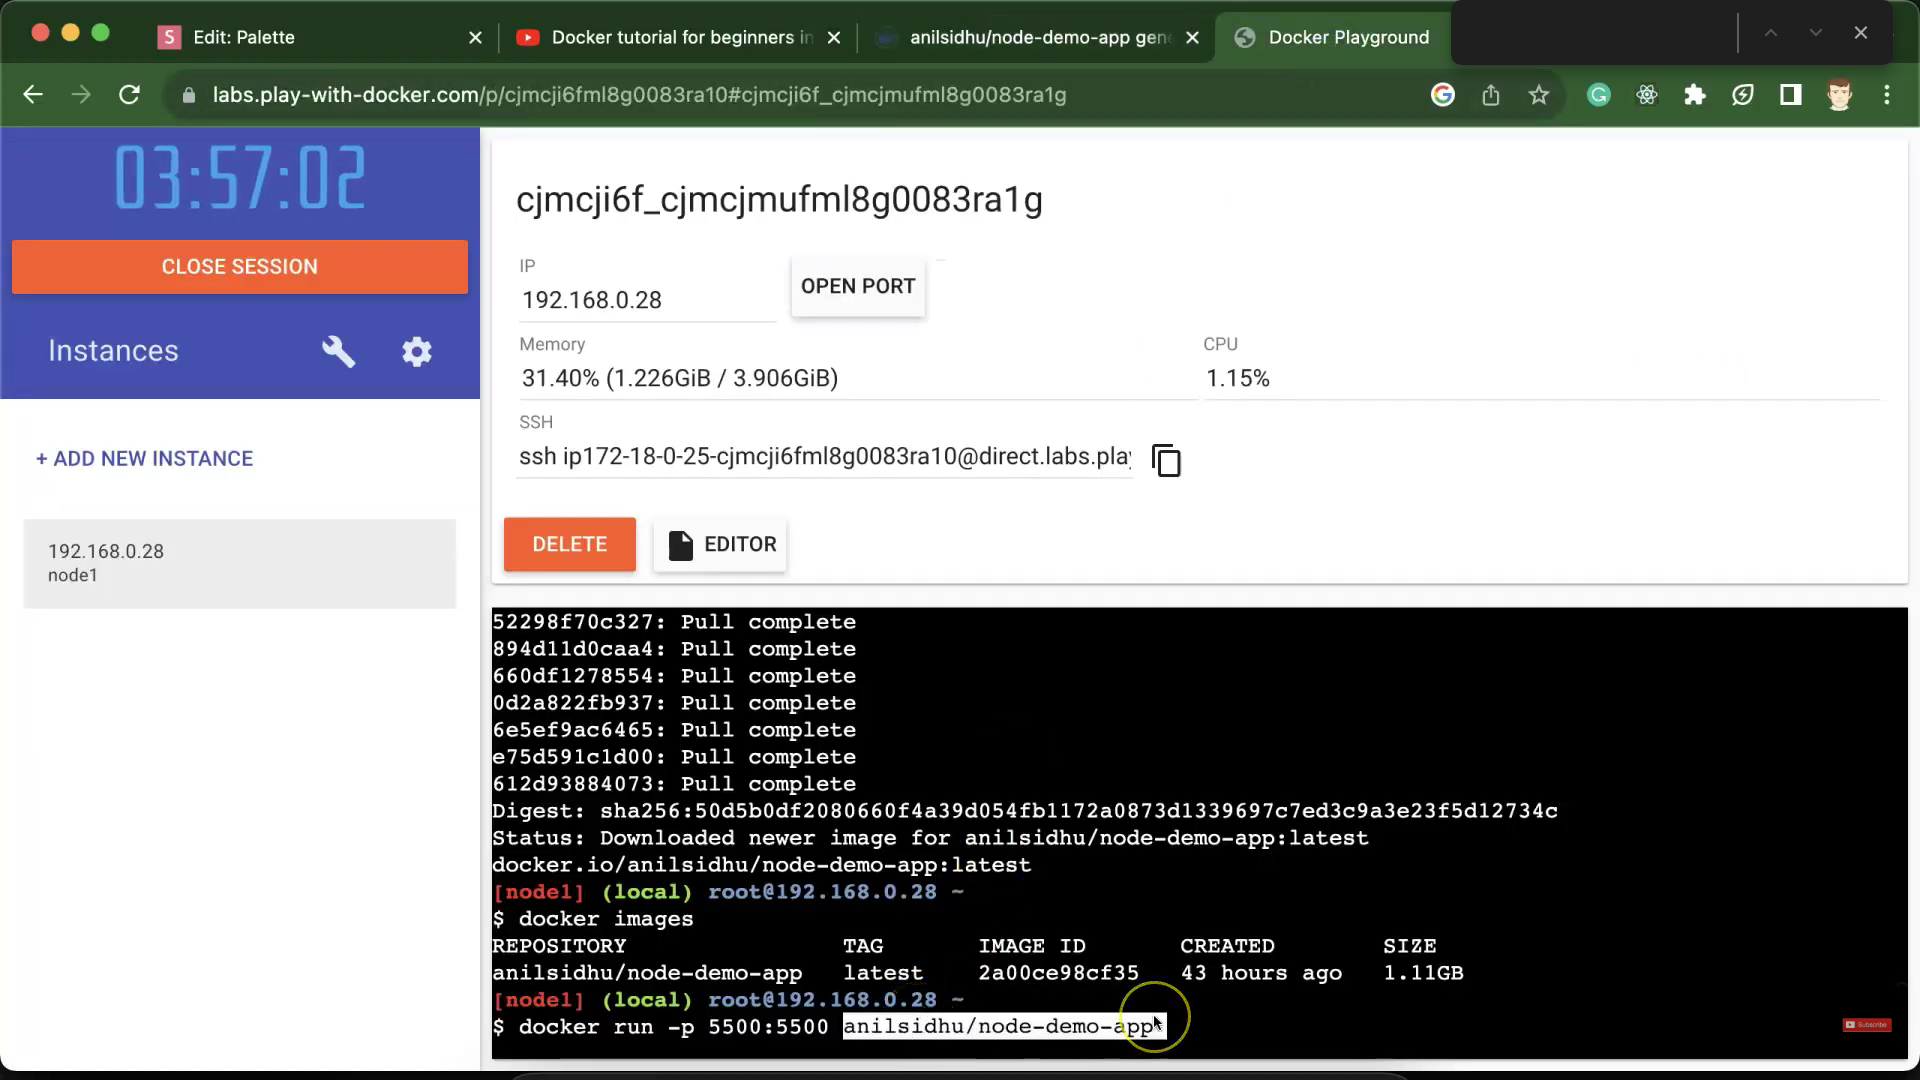 Edit: Palette
Docker tutorial for beginners in
anilsidhu/node-demo-app gene
Docker Playground
labs.play-with-docker.com/p/cjmcji6fml8g0083ra10#cjmcji6f_cjmcjmufml8g0083ra1g
03:57:02
CLOSE SESSION
Instances
+ ADD NEW INSTANCE
192.168.0.28
node1
cjmcji6f_cjmcjmufml8g0083ra1g
IP
192.168.0.28
OPEN PORT
Memory
31.40% (1.226GiB / 3.906GiB)
CPU
1.15%
SSH
ssh ip172-18-0-25-cjmcji6fml8g0083ra10@direct.labs.play
DELETE
EDITOR
52298f70c327: Pull complete
894d11d0caa4: Pull complete
660df1278554: Pull complete
0d2a822fb937: Pull complete
6e5ef9ac6465: Pull complete
e75d591c1d00: Pull complete
612d93884073: Pull complete
Digest: sha256:50d5b0df2080660f4a39d054fb1172a0873d1339697c7ed3c9a3e23f5d12734c
Status: Downloaded newer image for anilsidhu/node-demo-app:latest
docker.io/anilsidhu/node-demo-app:latest
[node1] (local) root@192.168.0.28 ~
$ docker images
REPOSITORY TAG IMAGE ID CREATED SIZE
anilsidhu/node-demo-app latest 2a00ce98cf35 43 hours ago 1.11GB
[node1] (local) root@192.168.0.28 ~
$ docker run -p 5500:5500 anilsidhu/node-demo-app
Subscribe